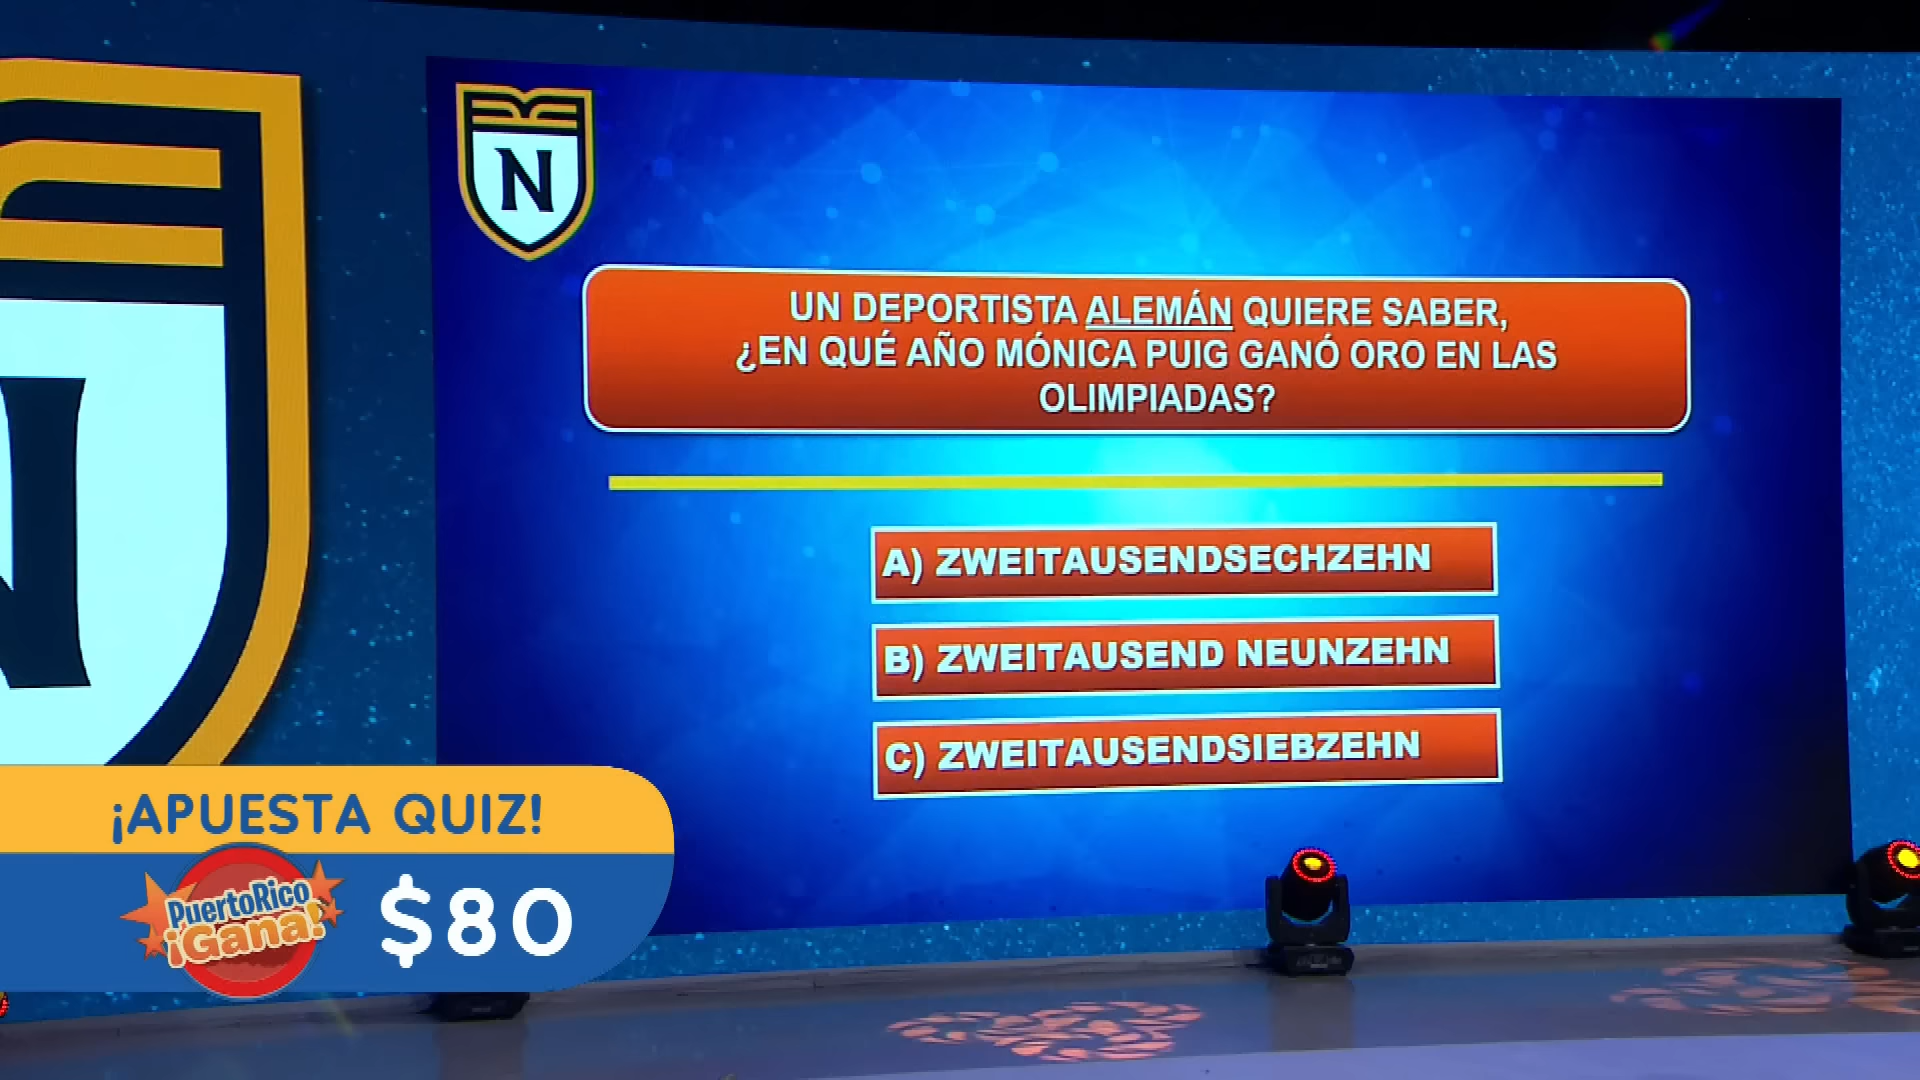 N
UN DEPORTISTA ALEMÁN QUIERE SABER,
¿EN QUÉ AÑO MÓNICA PUIG GANÓ ORO EN LAS
OLIMPIADAS?
A) ZWEITAUSENDSECHZEHN
B) ZWEITAUSEND NEUNZEHN
C) ZWEITAUSENDSIEBZEHN
N
¡APUESTA QUIZ!
PuertoRico
¡Gana!
$80